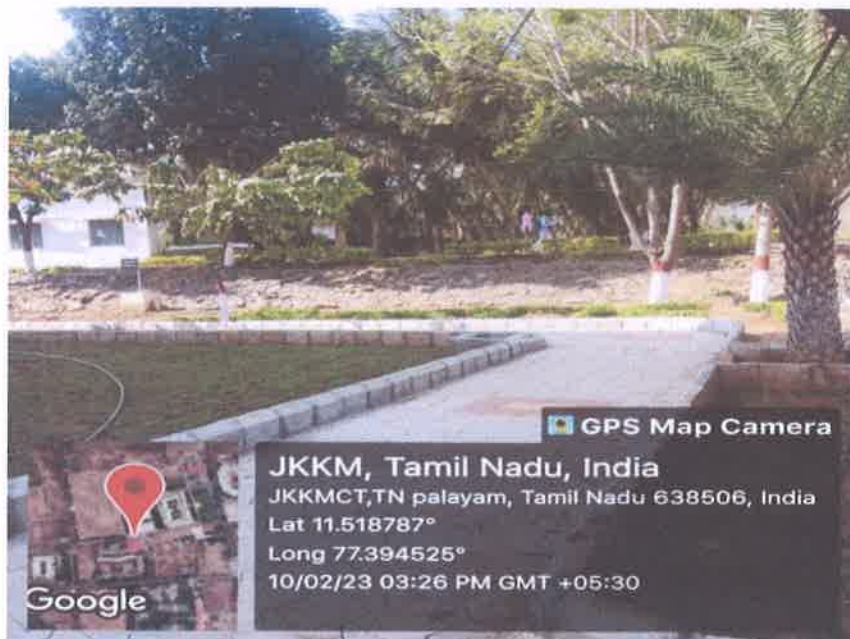 GPS Map Camera
JKKM, Tamil Nadu, India
JKKMCT,TN palayam, Tamil Nadu 638506, India
Lat 11.518787°
Long 77.394525°
10/02/23 03:26 PM GMT +05:30
Google